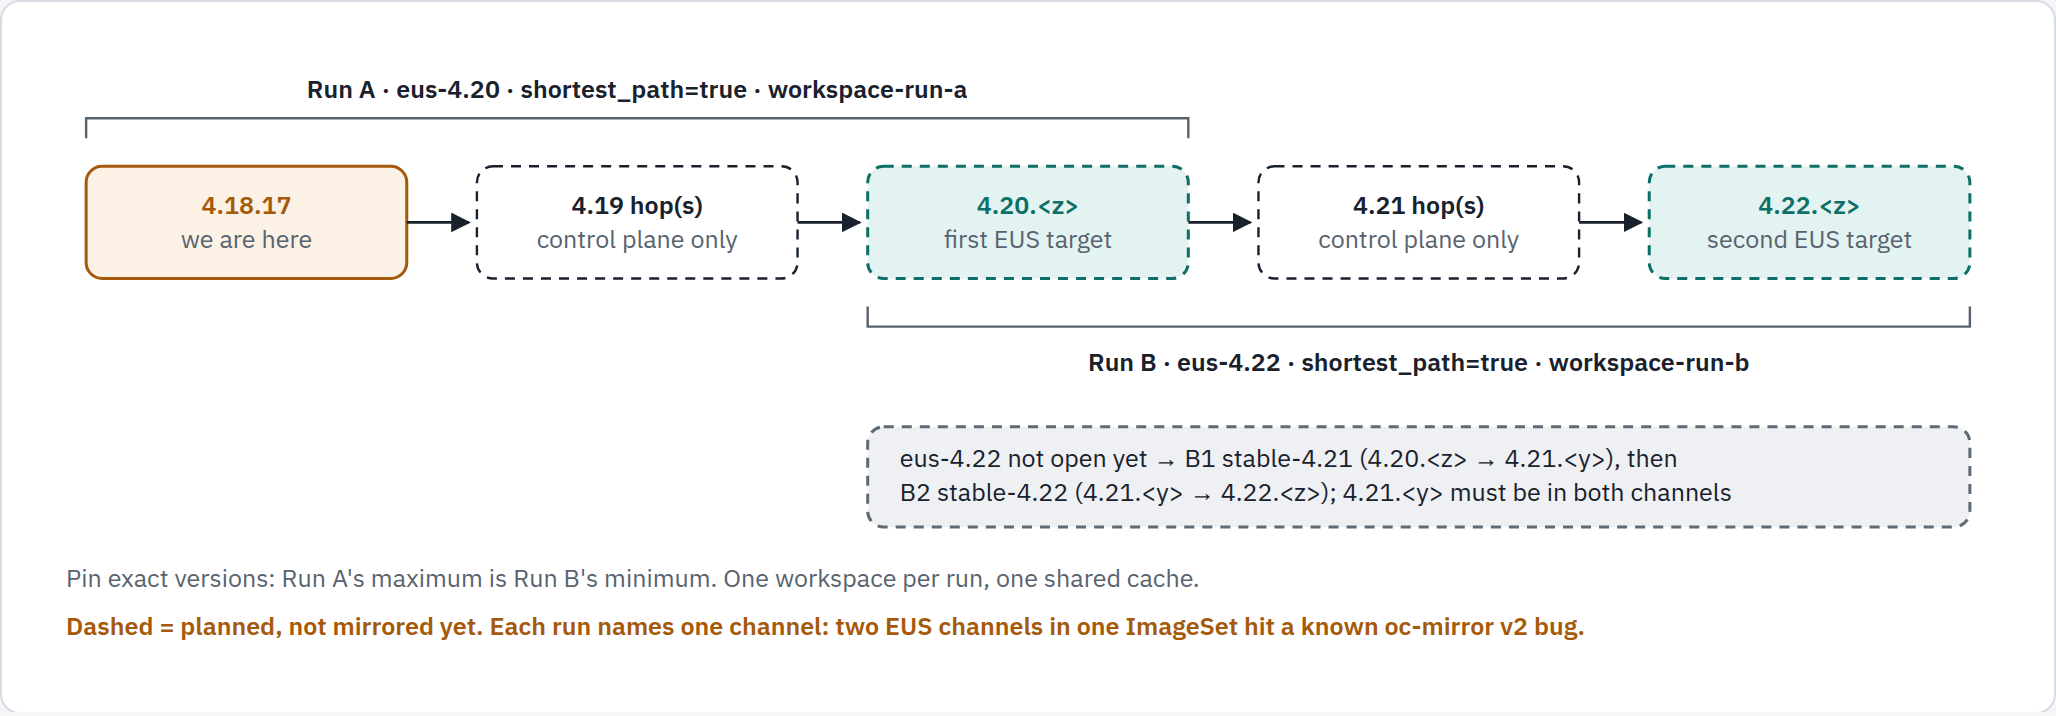 Run A · eus-4.20 · shortest_path=true · workspace-run-a
4.18.17
we are here
4.19 hop(s)
control plane only
4.20.<z>
first EUS target
4.21 hop(s)
control plane only
4.22.<z>
second EUS target
Run B · eus-4.22 · shortest_path=true · workspace-run-b
eus-4.22 not open yet → B1 stable-4.21 (4.20.<z> → 4.21.<y>), then
B2 stable-4.22 (4.21.<y> → 4.22.<z>); 4.21.<y> must be in both channels
Pin exact versions: Run A's maximum is Run B's minimum. One workspace per run, one shared cache.
Dashed = planned, not mirrored yet. Each run names one channel: two EUS channels in one ImageSet hit a known oc-mirror v2 bug.